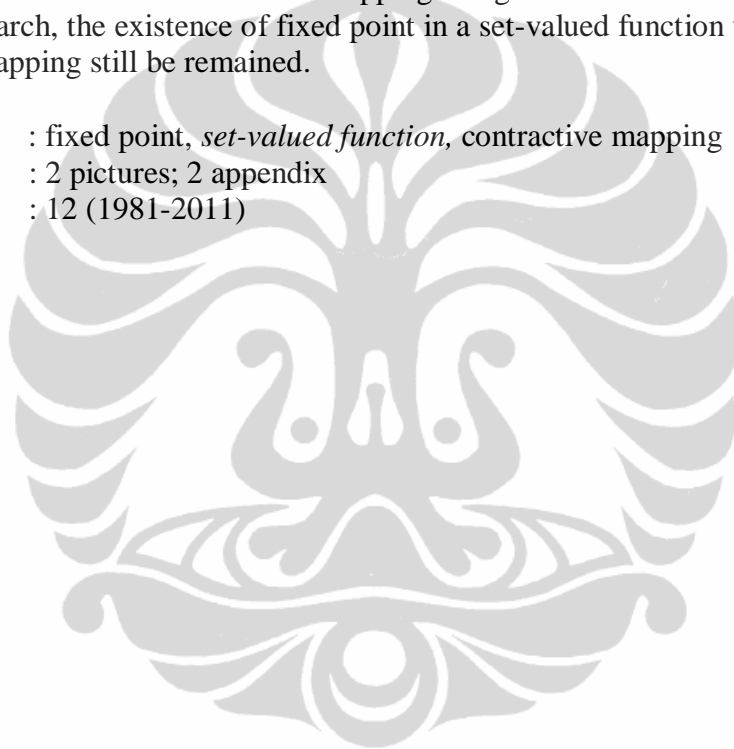 arch, the existence of fixed point in a set-valued function
apping still be remained.
: fixed point, set-valued function, contractive mapping
: 2 pictures; 2 appendix
: 12 (1981-2011)